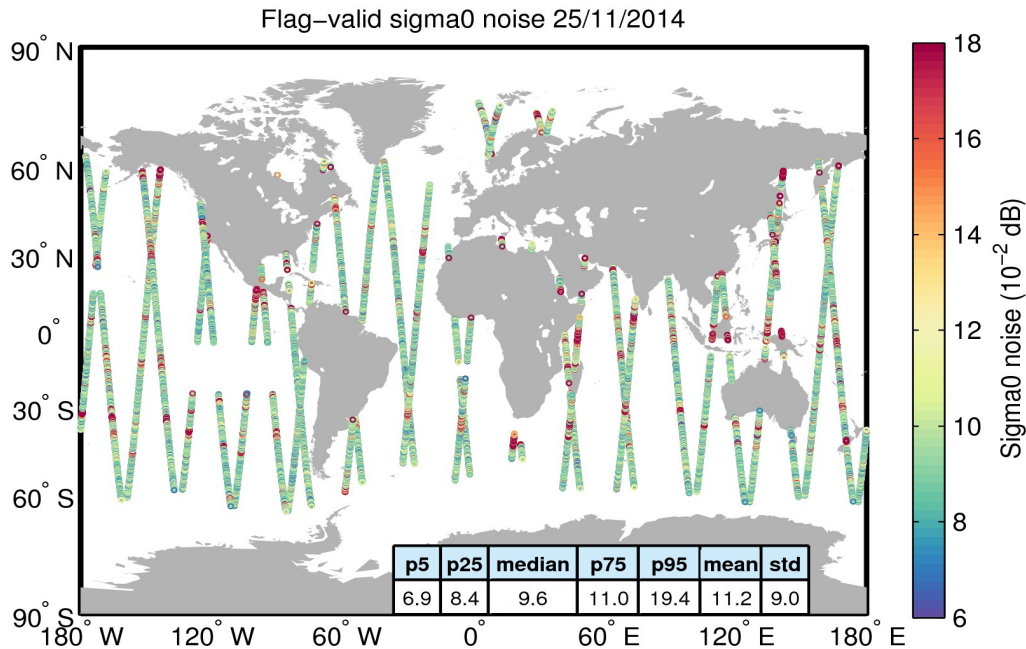 Flag−valid sigma0 noise 25/11/2014
90° N
60° N
30° N
0°
30° S
60° S
90° S
180° W
120° W
60° W
0°
60° E
120° E
180° E
p5 p25 median p75 p95 mean std
6.9 8.4 9.6 11.0 19.4 11.2 9.0
18
16
14
12
10
8
6
Sigma0 noise (10⁻² dB)